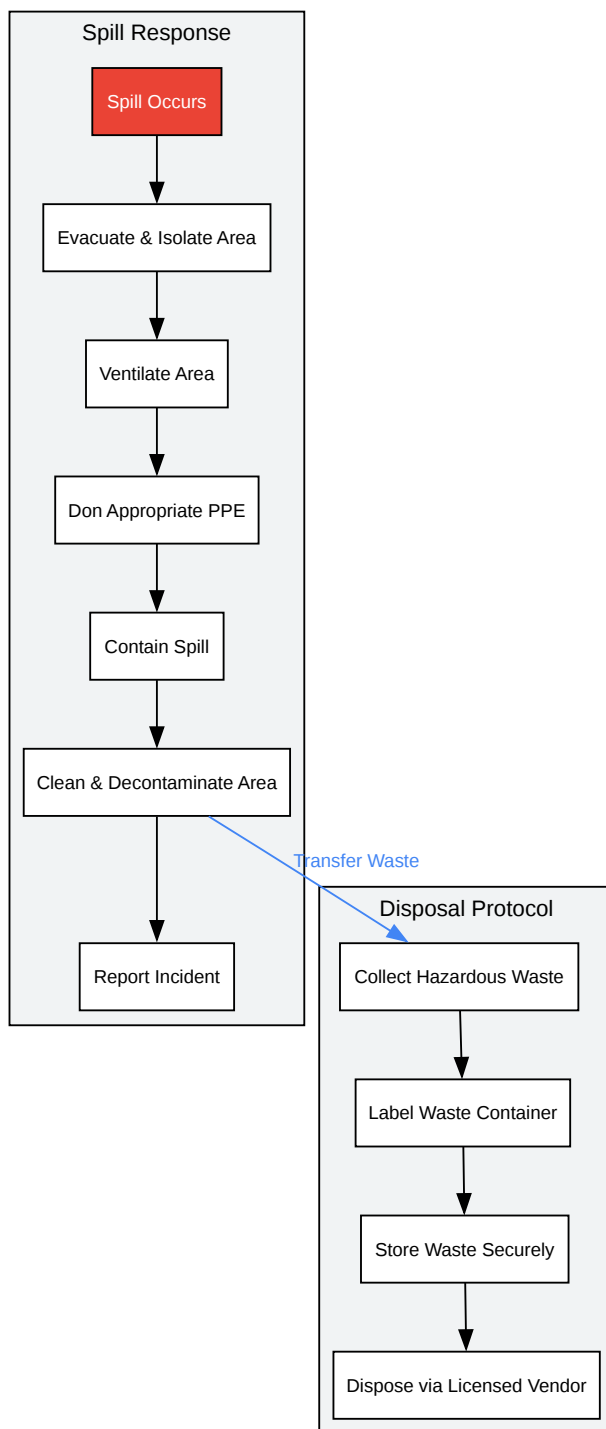 Spill Response
Spill Occurs
Evacuate & Isolate Area
Ventilate Area
Don Appropriate PPE
Contain Spill
Clean & Decontaminate Area
Transfer Waste
Report Incident
Disposal Protocol
Collect Hazardous Waste
Label Waste Container
Store Waste Securely
Dispose via Licensed Vendor